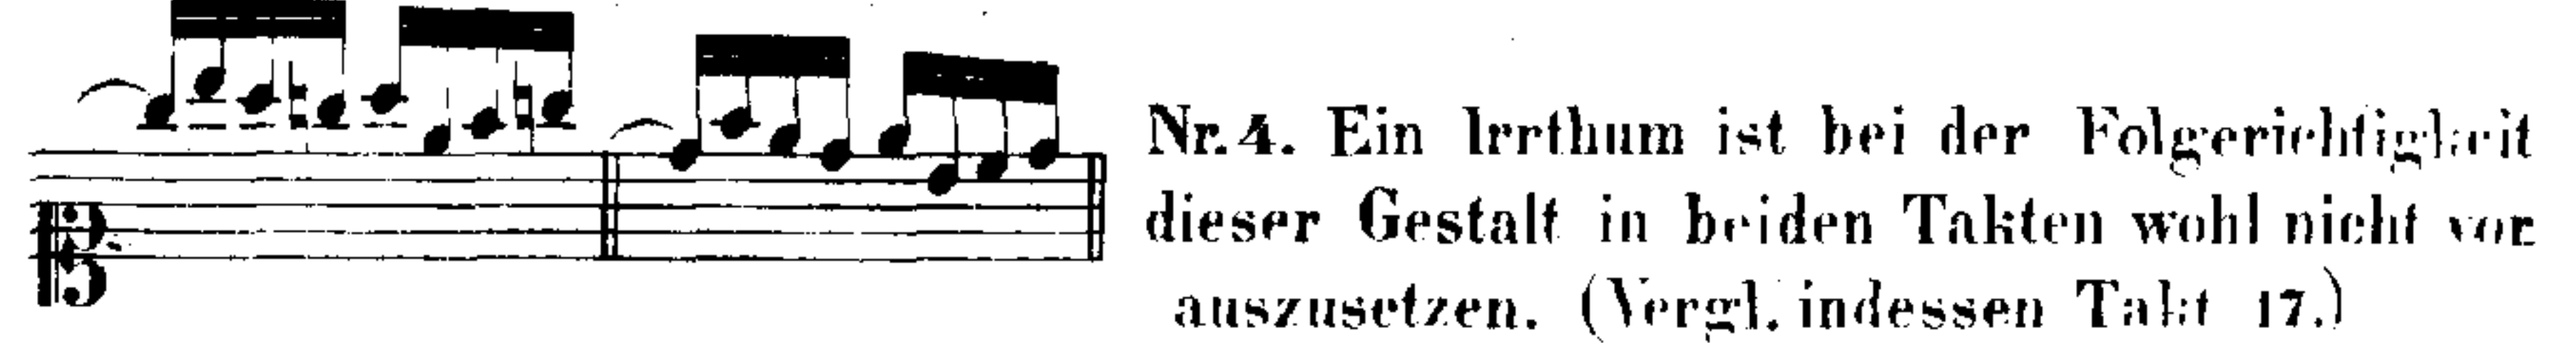 Nr. 4. Ein Irrthum ist bei der Folgerichtigkeit
dieser Gestalt in beiden Takten wohl nicht vor
auszusetzen. (Vergl. indessen Takt 17.)